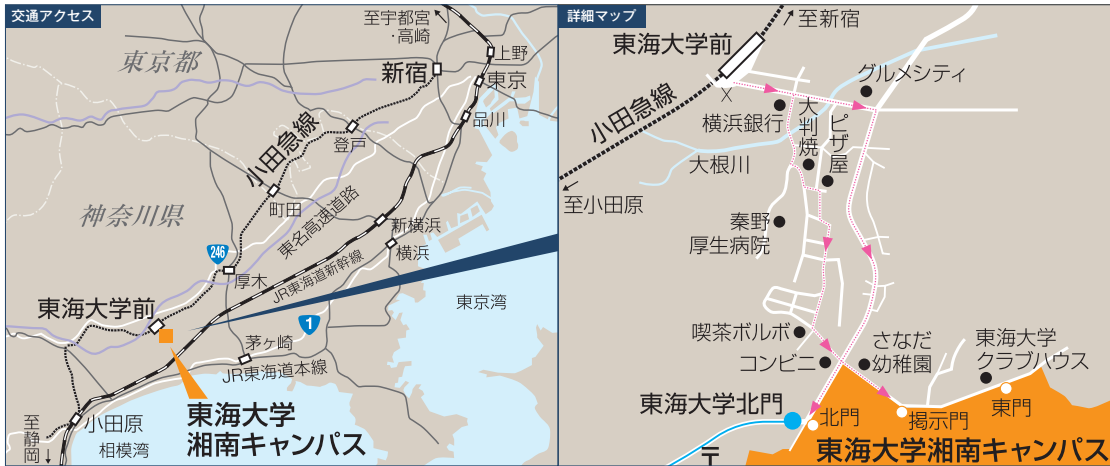 交通アクセス
至宇都宮
・高崎
上野
東京都
新宿
東京
品川
小田急線
登戸
神奈川県
町田
東名高速道路
新横浜
横浜
246
厚木
JR東海道新幹線
東京湾
東海大学前
1
茅ヶ崎
JR東海道本線
小田原
至静岡
相模湾
東海大学
湘南キャンパス
詳細マップ
至新宿
東海大学前
グルメシティ
小田急線
横浜銀行
大判焼
ピザ屋
大根川
至小田原
秦野
厚生病院
喫茶ボルボ
コンビニ
さなだ
幼稚園
東海大学
クラブハウス
東海大学北門
北門
掲示門
東門
東海大学湘南キャンパス
〒